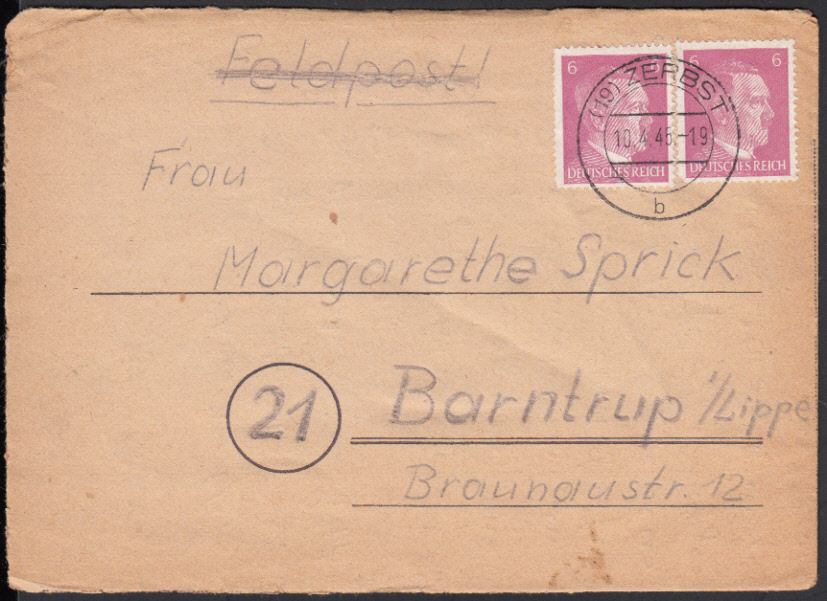 Feldpost!
6 6
(19) ZERBST
10.4.45.-19
b
DEUTSCHES REICH DEUTSCHES REICH
Frau
Margarethe Sprick
21
Barntrup i/Lippe
Braunaustr. 12